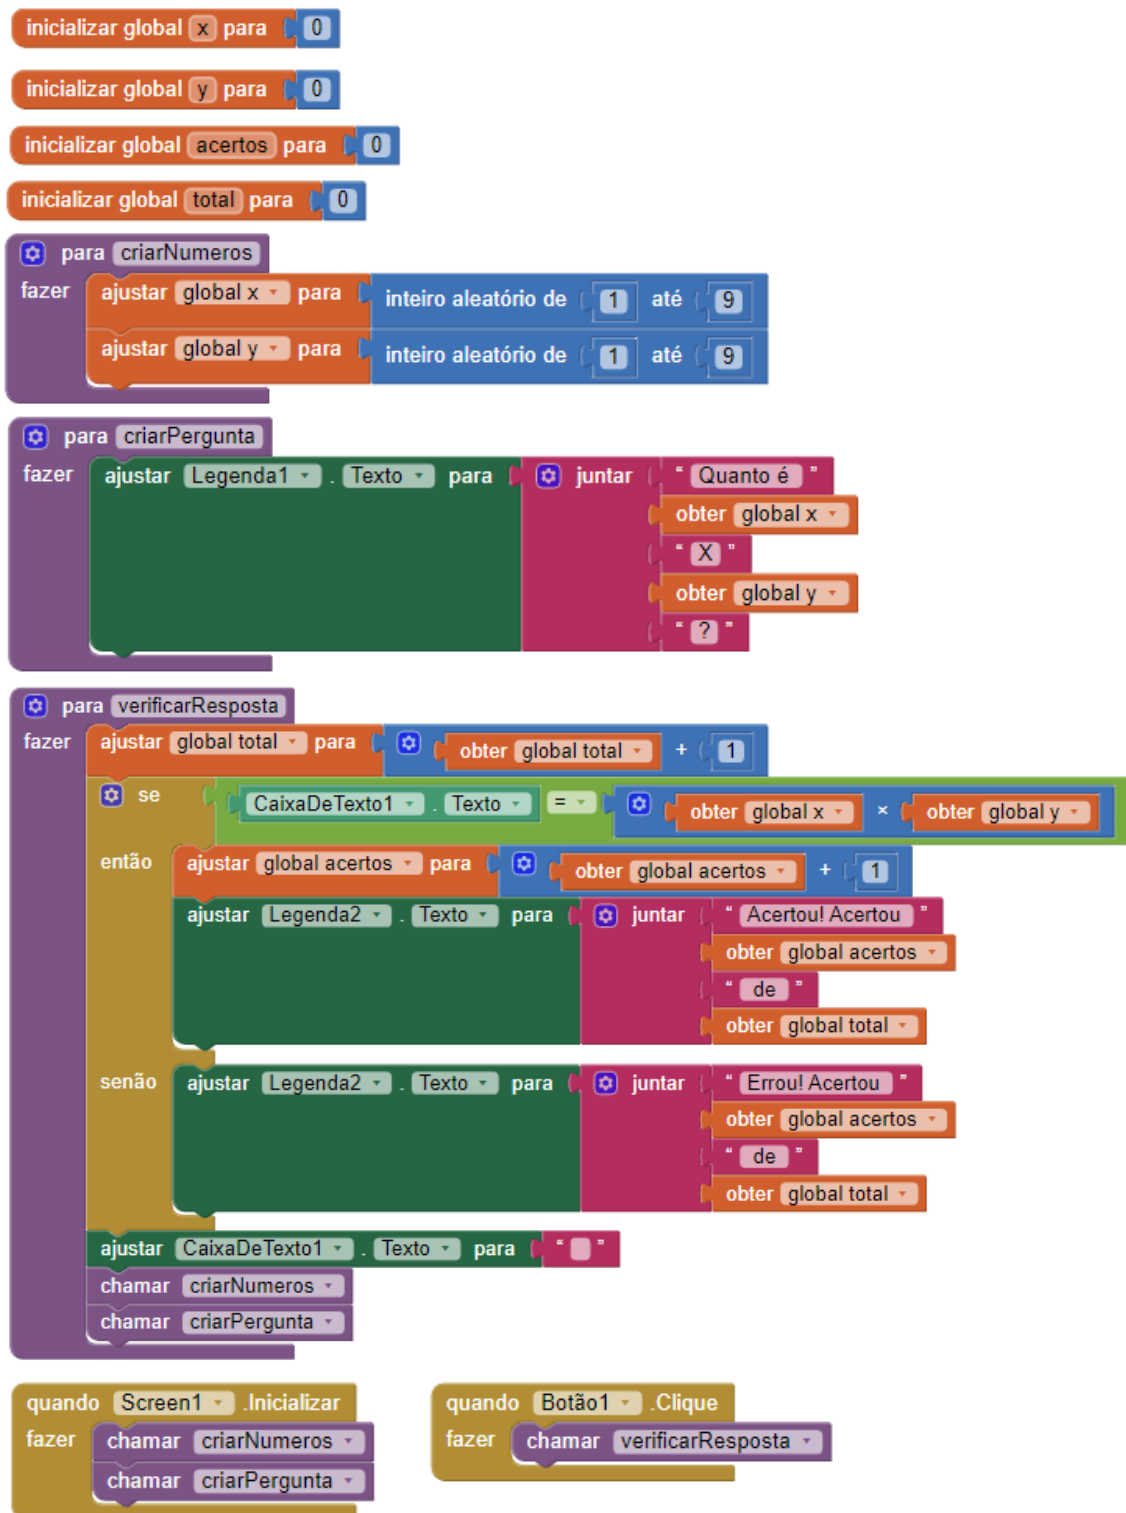 inicializar global x para 0
inicializar global y para 0
inicializar global acertos para 0
inicializar global total para 0
para criarNumeros
fazer ajustar global x para inteiro aleatório de 1 até 9
ajustar global y para inteiro aleatório de 1 até 9
para criarPergunta
fazer ajustar Legenda1 . Texto para juntar “ Quanto é ”
obter global x
“ X ”
obter global y
“ ? ”
para verificarResposta
fazer ajustar global total para obter global total + 1
se CaixaDeTexto1 . Texto = obter global x × obter global y
então ajustar global acertos para obter global acertos + 1
ajustar Legenda2 . Texto para juntar “ Acertou! Acertou ”
obter global acertos
“ de ”
obter global total
senão ajustar Legenda2 . Texto para juntar “ Errou! Acertou ”
obter global acertos
“ de ”
obter global total
ajustar CaixaDeTexto1 . Texto para “ ”
chamar criarNumeros
chamar criarPergunta
quando Screen1 .Inicializar
fazer chamar criarNumeros
chamar criarPergunta
quando Botão1 .Clique
fazer chamar verificarResposta